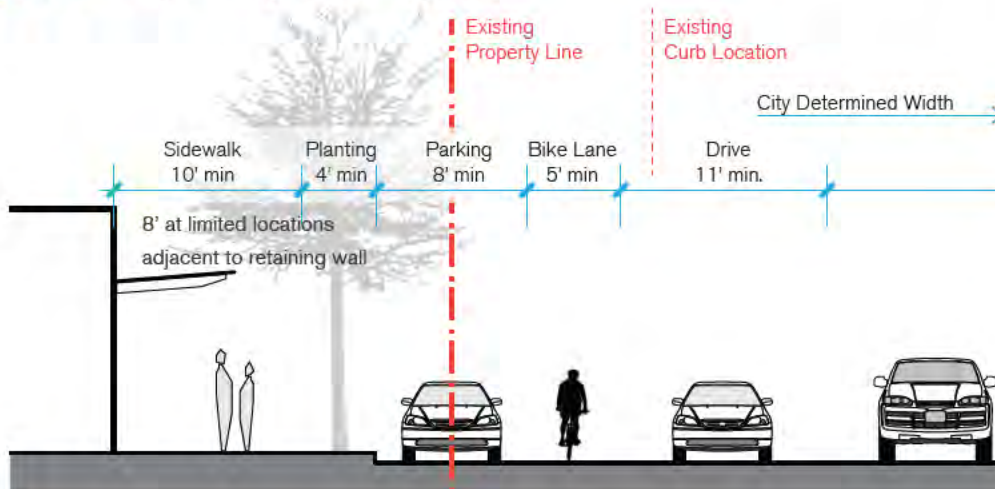 Existing
Property Line
Existing
Curb Location
City Determined Width
Sidewalk
10' min
Planting
4' min
Parking
8' min
Bike Lane
5' min
Drive
11' min.
8' at limited locations
adjacent to retaining wall